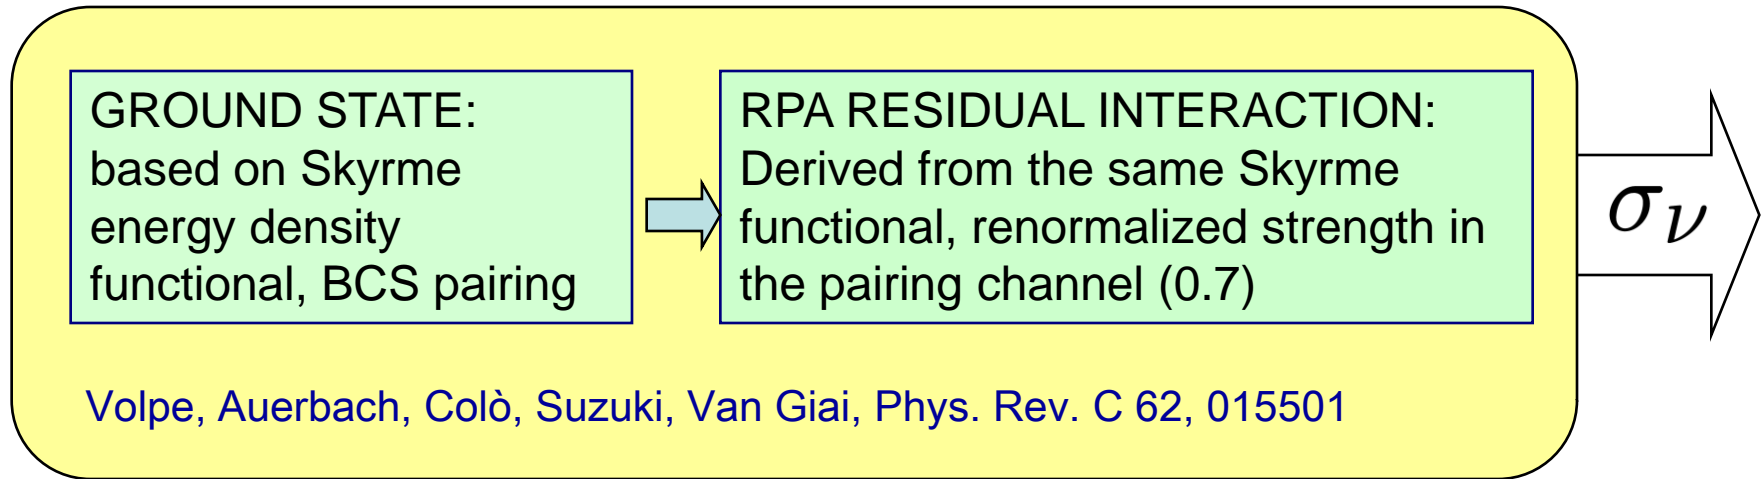 GROUND STATE:
based on Skyrme
energy density
functional, BCS pairing
RPA RESIDUAL INTERACTION:
Derived from the same Skyrme
functional, renormalized strength in
the pairing channel (0.7)
σν
Volpe, Auerbach, Colò, Suzuki, Van Giai, Phys. Rev. C 62, 015501